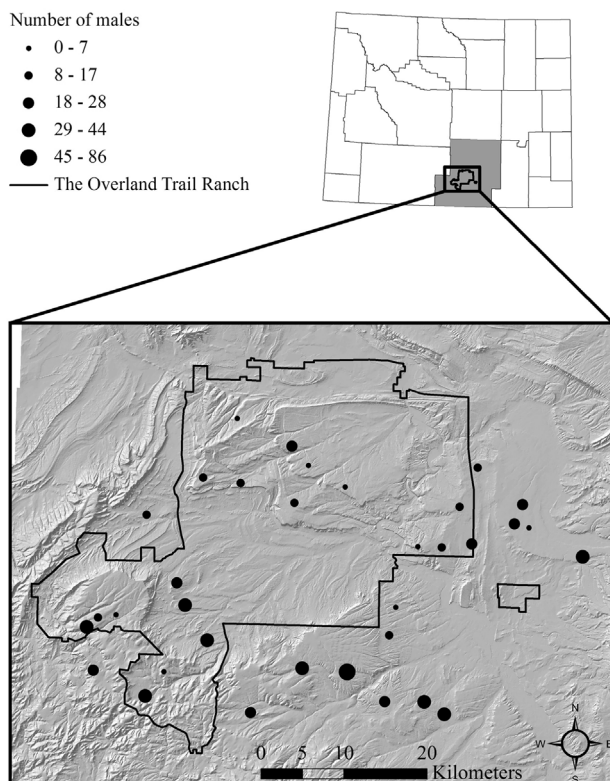 Number of males
0 - 7
8 - 17
18 - 28
29 - 44
45 - 86
The Overland Trail Ranch
N
W E
S
0 5 10 20
Kilometers